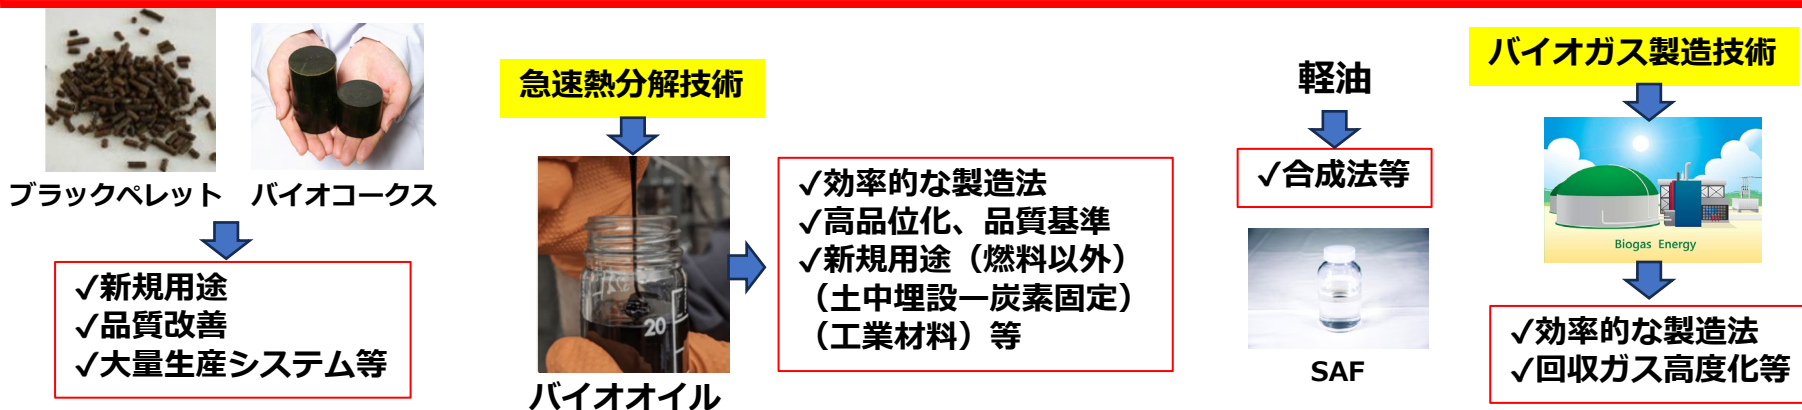 ブラックペレット
バイオコークス
✓新規用途
✓品質改善
✓大量生産システム等
急速熱分解技術
20
バイオオイル
✓効率的な製造法
✓高品位化、品質基準
✓新規用途（燃料以外）
（土中埋設―炭素固定）
（工業材料）等
軽油
✓合成法等
SAF
バイオガス製造技術
Biogas Energy
✓効率的な製造法
✓回収ガス高度化等